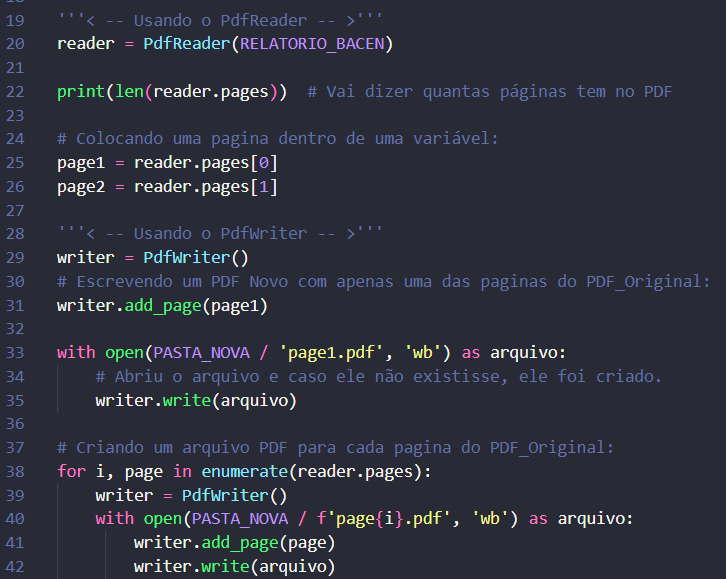 19 '''< -- Usando o PdfReader -- >'''
20 reader = PdfReader(RELATORIO_BACEN)
21
22 print(len(reader.pages))  # Vai dizer quantas páginas tem no PDF
23
24 # Colocando uma pagina dentro de uma variável:
25 page1 = reader.pages[0]
26 page2 = reader.pages[1]
27
28 '''< -- Usando o PdfWriter -- >'''
29 writer = PdfWriter()
30 # Escrevendo um PDF Novo com apenas uma das paginas do PDF_Original:
31 writer.add_page(page1)
32
33 with open(PASTA_NOVA / 'page1.pdf', 'wb') as arquivo:
34     # Abriu o arquivo e caso ele não existisse, ele foi criado.
35     writer.write(arquivo)
36
37 # Criando um arquivo PDF para cada pagina do PDF_Original:
38 for i, page in enumerate(reader.pages):
39     writer = PdfWriter()
40     with open(PASTA_NOVA / f'page{i}.pdf', 'wb') as arquivo:
41         writer.add_page(page)
42         writer.write(arquivo)